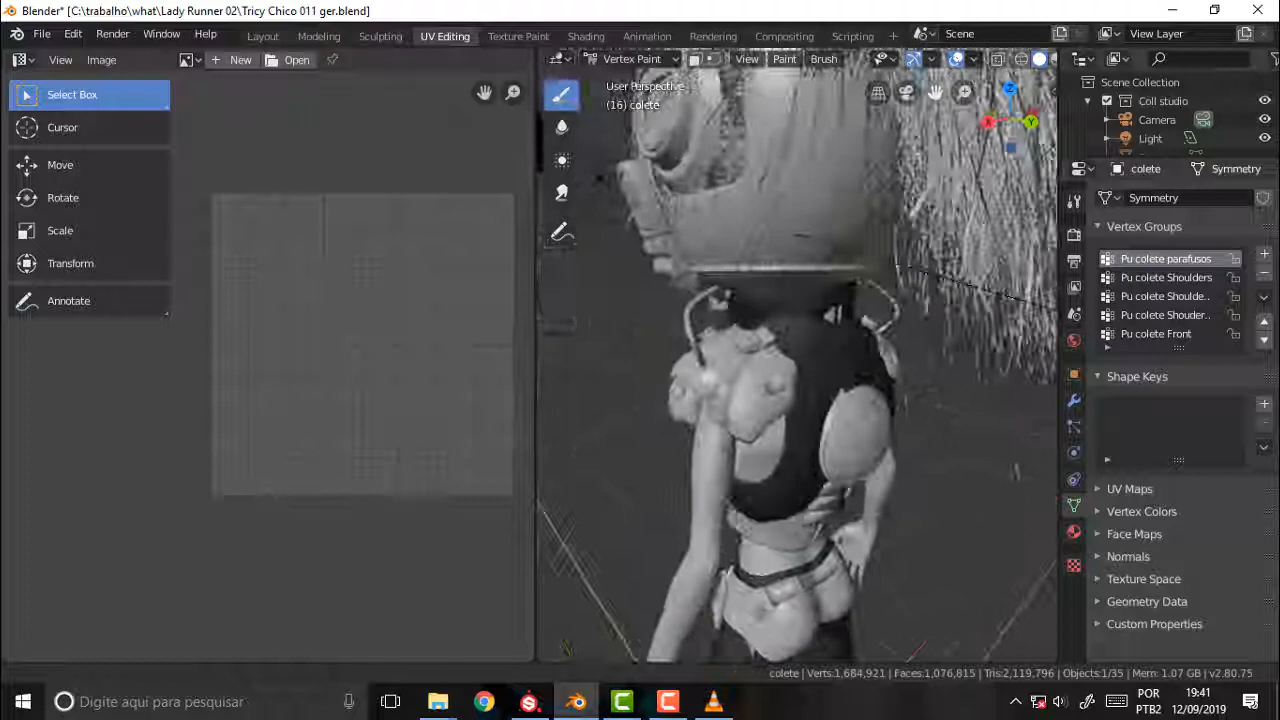 Blender* [C:\trabalho\what\Lady Runner 02\Tricy Chico 011 ger.blend]
File Edit Render Window Help Layout Modeling Sculpting UV Editing Texture Paint Shading Animation Rendering Compositing Scripting Scene View Layer
View Image New Open Vertex Paint View Paint Brush
Select Box
Cursor
Move
Rotate
Scale
Transform
Annotate
User Perspective
(16) colete
Z
X
Y
Scene Collection
Coll studio
Camera
Light
colete Symmetry
Symmetry
Vertex Groups
Pu colete parafusos
Pu colete Shoulders
Pu colete Shoulde..
Pu colete Shouder..
Pu colete Front
Shape Keys
UV Maps
Vertex Colors
Face Maps
Normals
Texture Space
Geometry Data
Custom Properties
colete | Verts:1,684,921 | Faces:1,076,815 | Tris:2,119,796 | Objects:1/35 | Mem: 1.07 GB | v2.80.75
Digite aqui para pesquisar
POR
PTB2
19:41
12/09/2019